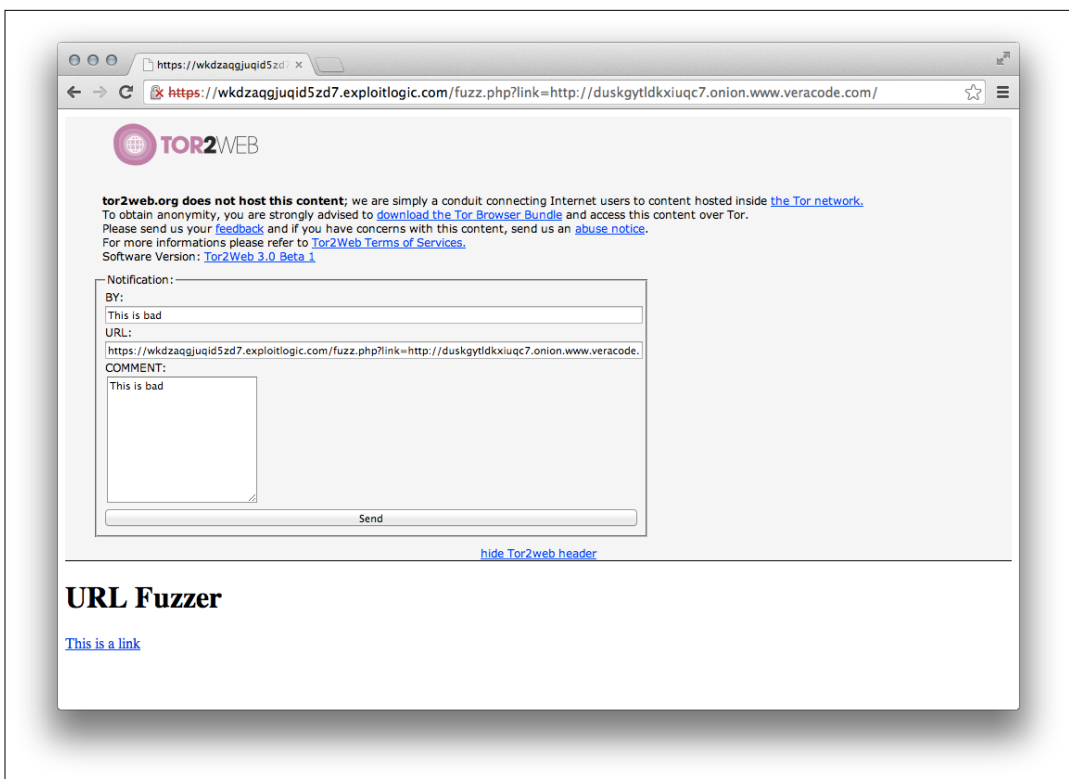 https://wkdzaqgjuqid5zd7
https://wkdzaqgjuqid5zd7.exploitlogic.com/fuzz.php?link=http://duskgytldkxiuqc7.onion.www.veracode.com/
TOR2WEB
tor2web.org does not host this content; we are simply a conduit connecting Internet users to content hosted inside the Tor network.
To obtain anonymity, you are strongly advised to download the Tor Browser Bundle and access this content over Tor.
Please send us your feedback and if you have concerns with this content, send us an abuse notice.
For more informations please refer to Tor2Web Terms of Services.
Software Version: Tor2Web 3.0 Beta 1
Notification:
BY:
This is bad
URL:
https://wkdzaqgjuqid5zd7.exploitlogic.com/fuzz.php?link=http://duskgytldkxiuqc7.onion.www.veracode.
COMMENT:
This is bad
Send
hide Tor2web header
URL Fuzzer
This is a link